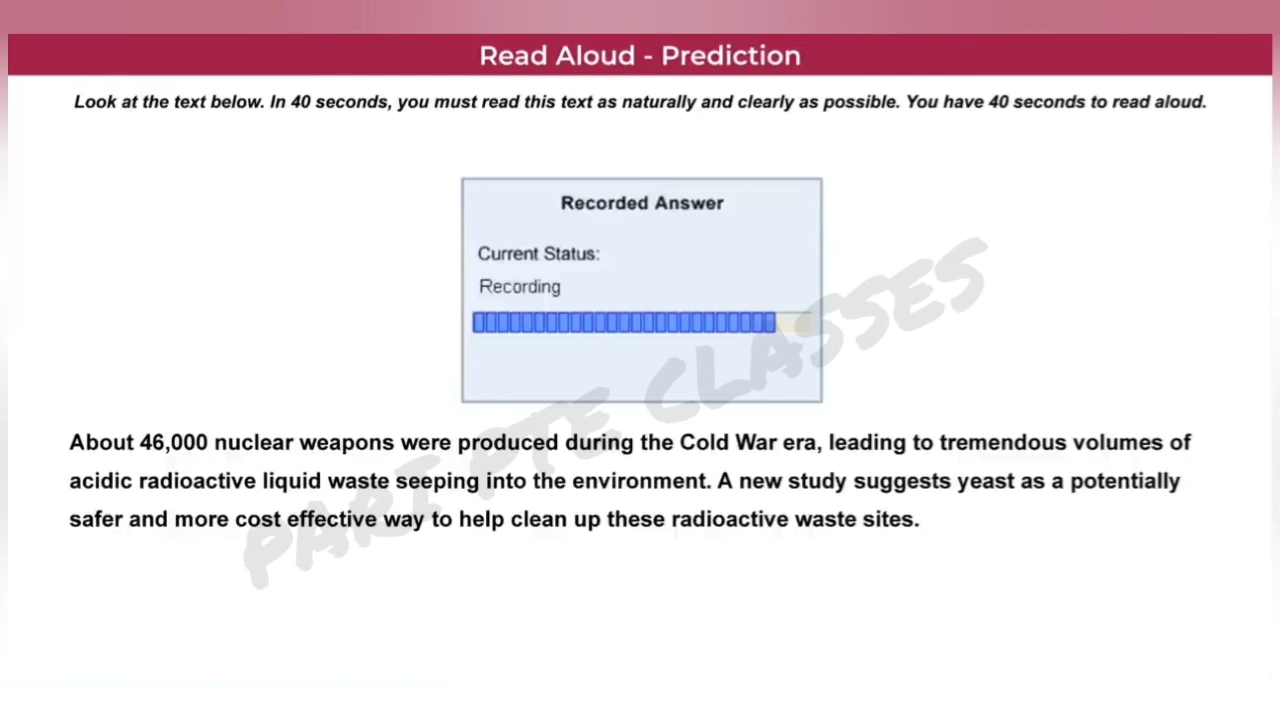 Read Aloud - Prediction
Look at the text below. In 40 seconds, you must read this text as naturally and clearly as possible. You have 40 seconds to read aloud.
Recorded Answer
Current Status:
Recording
PARI PTE CLASSES
About 46,000 nuclear weapons were produced during the Cold War era, leading to tremendous volumes of
acidic radioactive liquid waste seeping into the environment. A new study suggests yeast as a potentially
safer and more cost effective way to help clean up these radioactive waste sites.